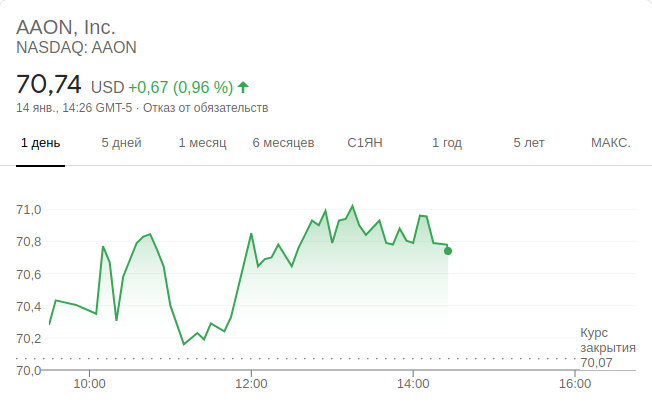 AAON, Inc.
NASDAQ: AAON
70,74 USD +0,67 (0,96 %)
14 янв., 14:26 GMT-5 · Отказ от обязательств
1 день 5 дней 1 месяц 6 месяцев С1ЯН 1 год 5 лет МАКС.
71,0
70,8
70,6
70,4
70,2
70,0
Курс
закрытия
70,07
10:00 12:00 14:00 16:00